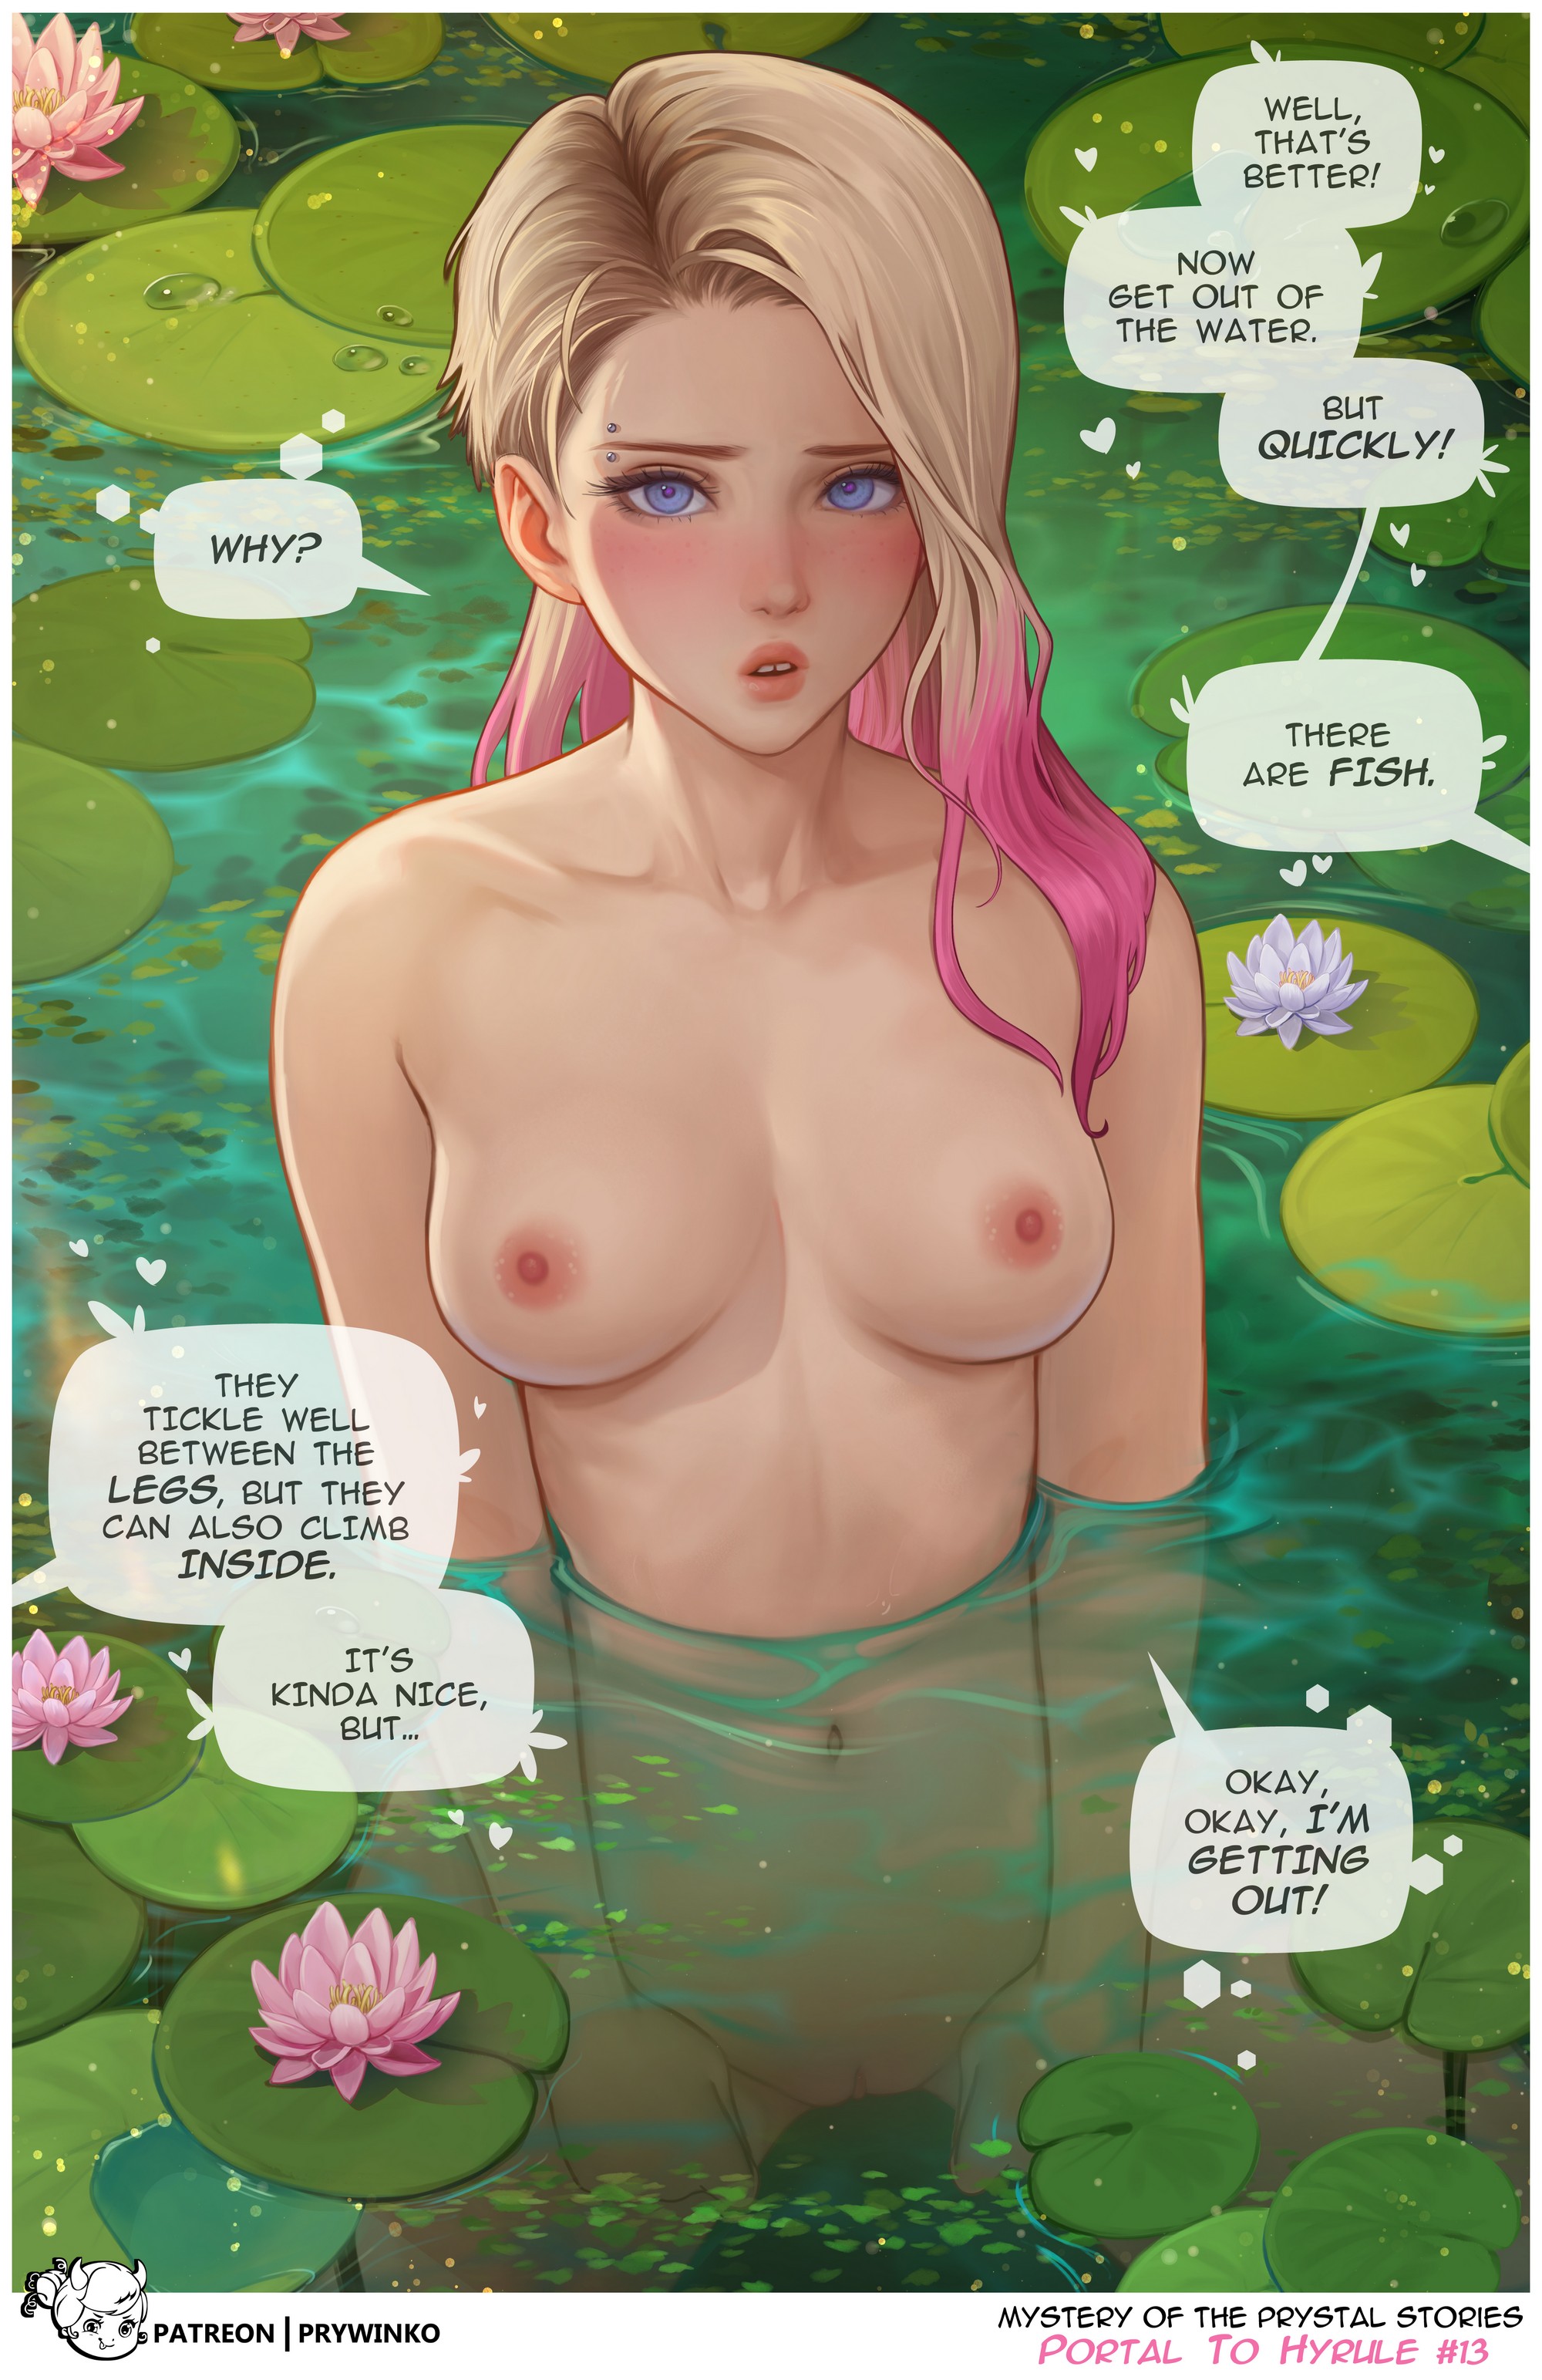 WELL,
THAT'S
BETTER!
NOW
GET OUT OF
THE WATER.
BUT
QUICKLY!
WHY?
THERE
ARE FISH.
THEY
TICKLE WELL
BETWEEN THE
LEGS, BUT THEY
CAN ALSO CLIMB
INSIDE.
IT'S
KINDA NICE,
BUT...
OKAY,
OKAY, I'M
GETTING
OUT!
PATREON | PRYWINKO
MYSTERY OF THE PRYSTAL STORIES
PORTAL TO HYRULE #13